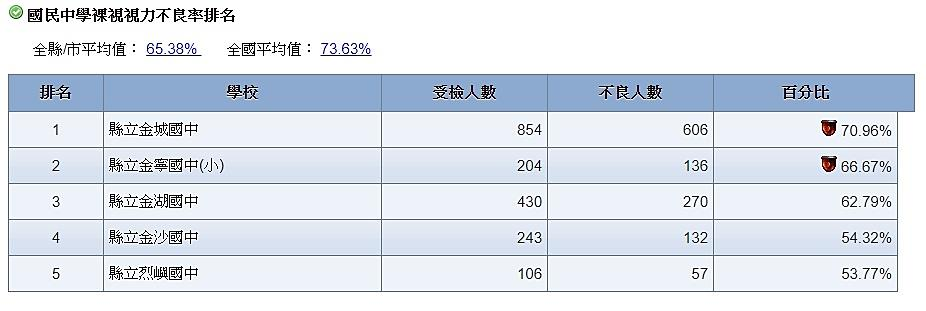 國民中學裸視視力不良率排名
全縣/市平均值： 65.38% 全國平均值： 73.63%
排名 學校 受檢人數 不良人數 百分比
1 縣立金城國中 854 606 70.96%
2 縣立金寧國中(小) 204 136 66.67%
3 縣立金湖國中 430 270 62.79%
4 縣立金沙國中 243 132 54.32%
5 縣立烈嶼國中 106 57 53.77%